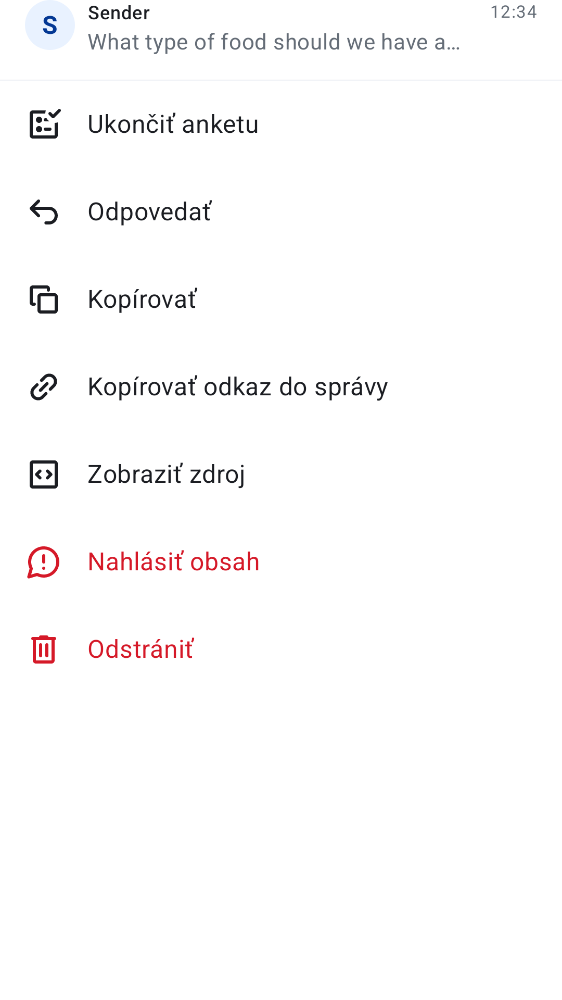 S
Sender
12:34
What type of food should we have a…
Ukončiť anketu
Odpovedať
Kopírovať
Kopírovať odkaz do správy
Zobraziť zdroj
Nahlásiť obsah
Odstrániť